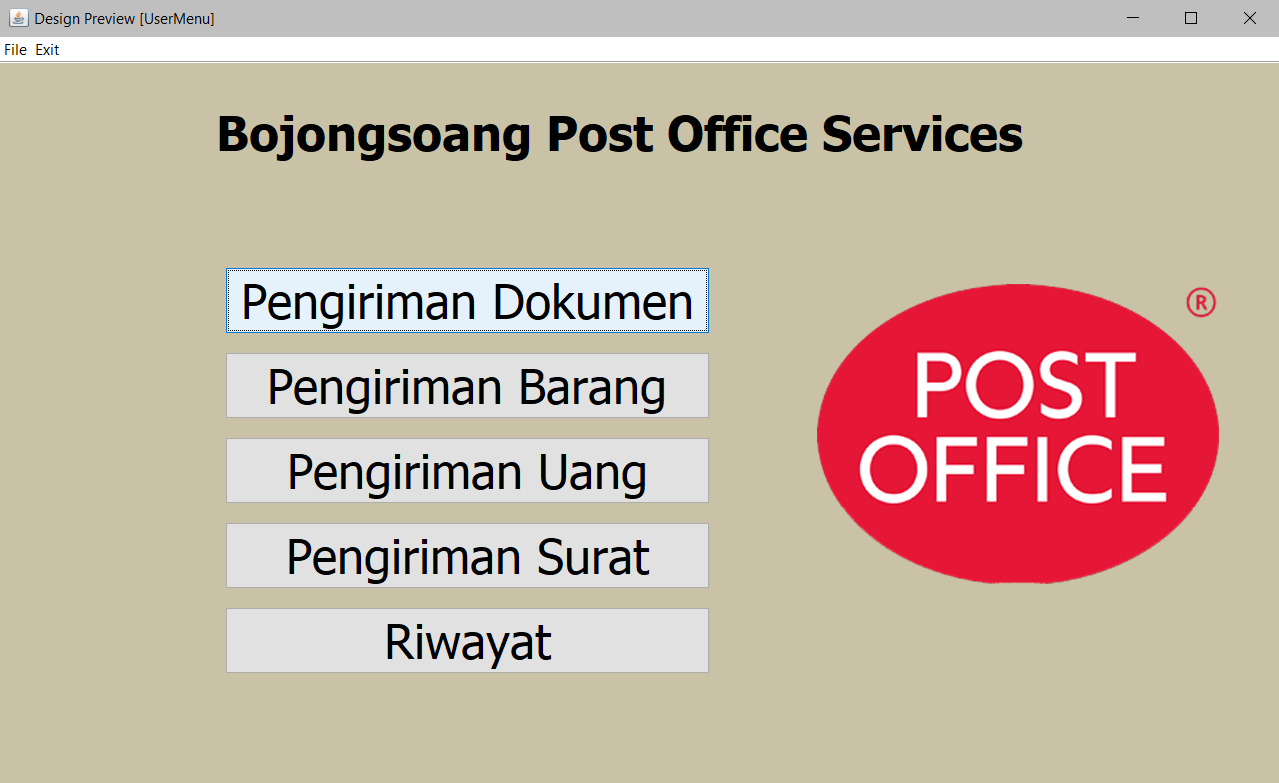 Design Preview [UserMenu]
File Exit
Bojongsoang Post Office Services
Pengiriman Dokumen
Pengiriman Barang
Pengiriman Uang
Pengiriman Surat
Riwayat
®
POST
OFFICE